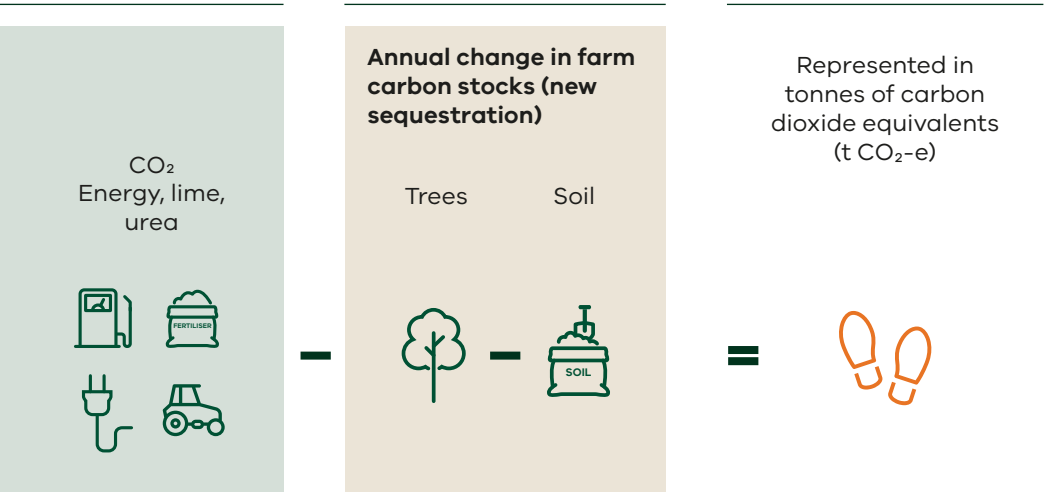 CO₂
Energy, lime,
urea
FERTILISER
Annual change in farm
carbon stocks (new
sequestration)
Trees
Soil
SOIL
Represented in
tonnes of carbon
dioxide equivalents
(t CO₂-e)